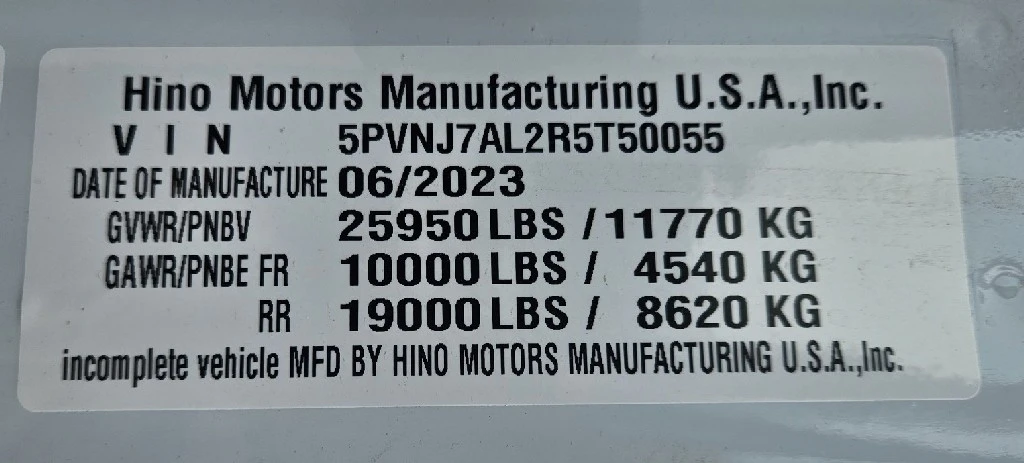 Hino Motors Manufacturing U.S.A.,Inc.
V I N 5PVNJ7AL2R5T50055
DATE OF MANUFACTURE 06/2023
GVWR/PNBV 25950 LBS / 11770 KG
GAWR/PNBE FR 10000 LBS / 4540 KG
RR 19000 LBS / 8620 KG
incomplete vehicle MFD BY HINO MOTORS MANUFACTURING U.S.A.,Inc.